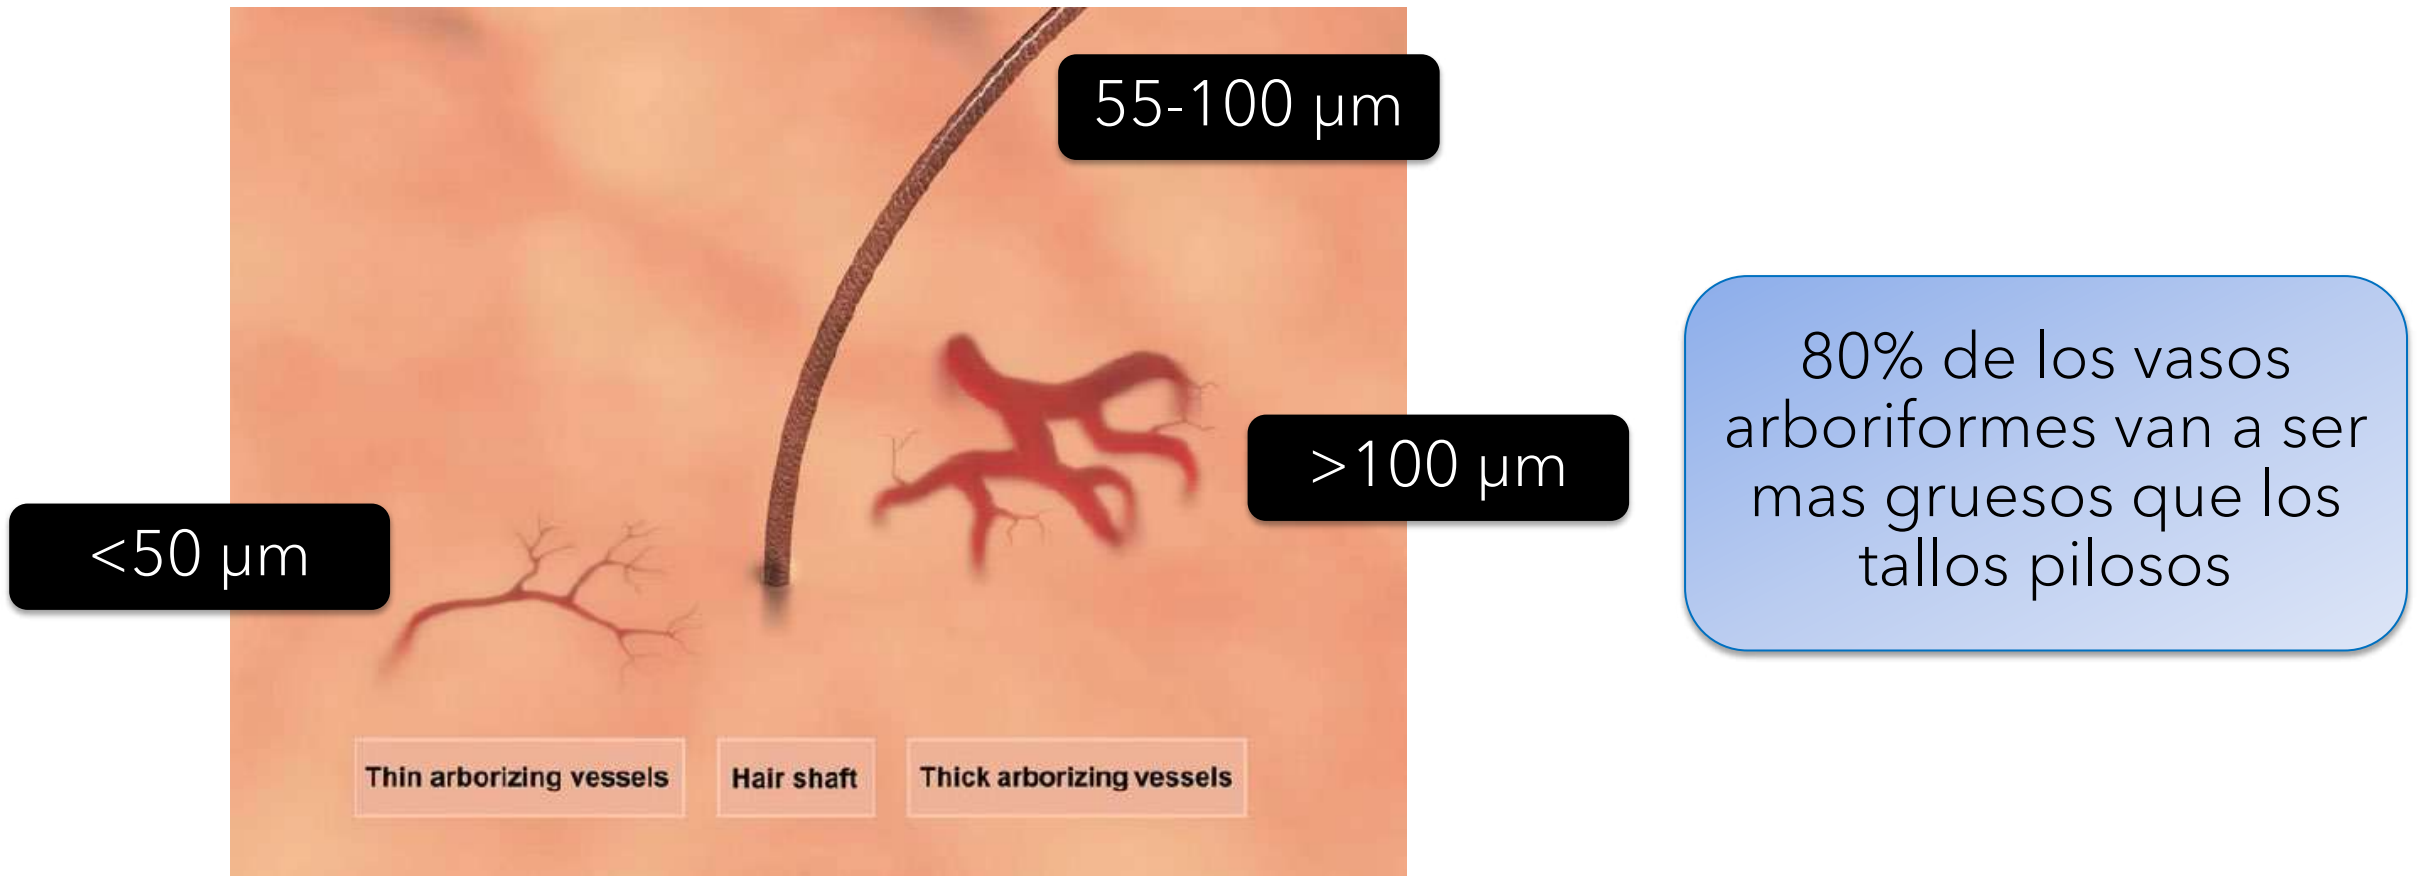 55-100 µm
>100 µm
<50 µm
Thin arborizing vessels
Hair shaft
Thick arborizing vessels
80% de los vasos
arboriformes van a ser
mas gruesos que los
tallos pilosos